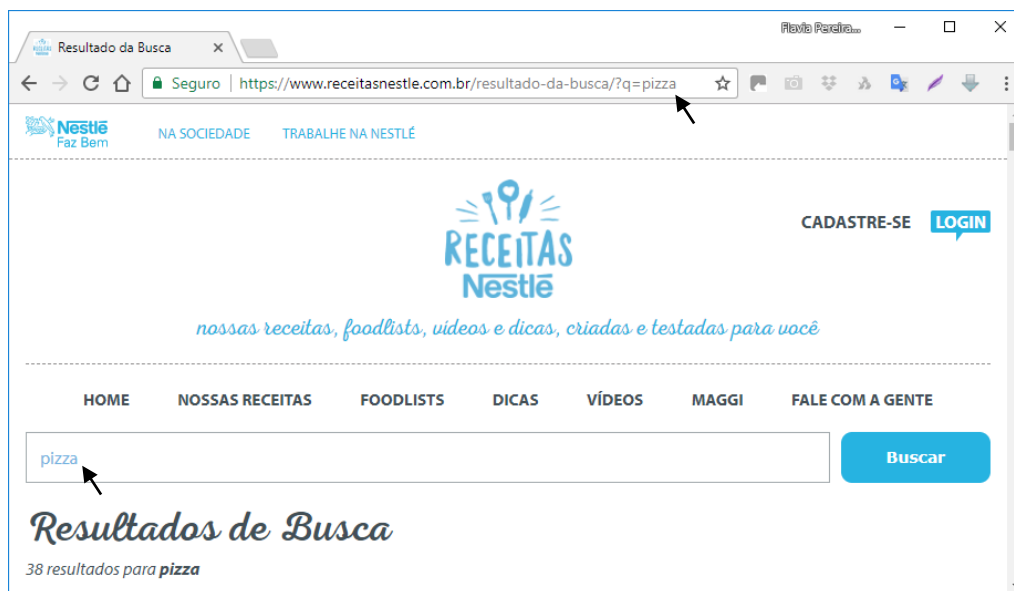 Flavia Pereira...
Resultado da Busca
Seguro | https://www.receitasnestle.com.br/resultado-da-busca/?q=pizza
Nestlē NA SOCIEDADE TRABALHE NA NESTLÉ
Faz Bem
RECEITAS
Nestlē
CADASTRE-SE LOGIN
nossas receitas, foodlists, vídeos e dicas, criadas e testadas para você
HOME NOSSAS RECEITAS FOODLISTS DICAS VÍDEOS MAGGI FALE COM A GENTE
pizza Buscar
Resultados de Busca
38 resultados para pizza